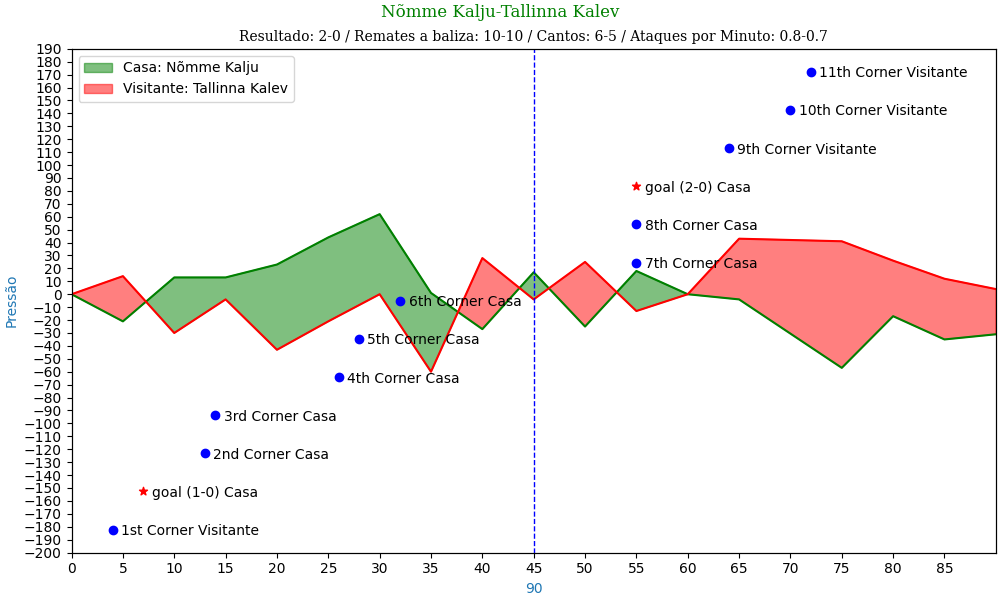 Nõmme Kalju-Tallinna Kalev
Resultado: 2-0 / Remates a baliza: 10-10 / Cantos: 6-5 / Ataques por Minuto: 0.8-0.7
Casa: Nõmme Kalju
Visitante: Tallinna Kalev
Pressão
190
180
170
160
150
140
130
120
110
100
90
80
70
60
50
40
30
20
10
0
−10
−20
−30
−40
−50
−60
−70
−80
−90
−100
−110
−120
−130
−140
−150
−160
−170
−180
−190
−200
11th Corner Visitante
10th Corner Visitante
9th Corner Visitante
goal (2-0) Casa
8th Corner Casa
7th Corner Casa
6th Corner Casa
5th Corner Casa
4th Corner Casa
3rd Corner Casa
2nd Corner Casa
goal (1-0) Casa
1st Corner Visitante
0 5 10 15 20 25 30 35 40 45 50 55 60 65 70 75 80 85
90